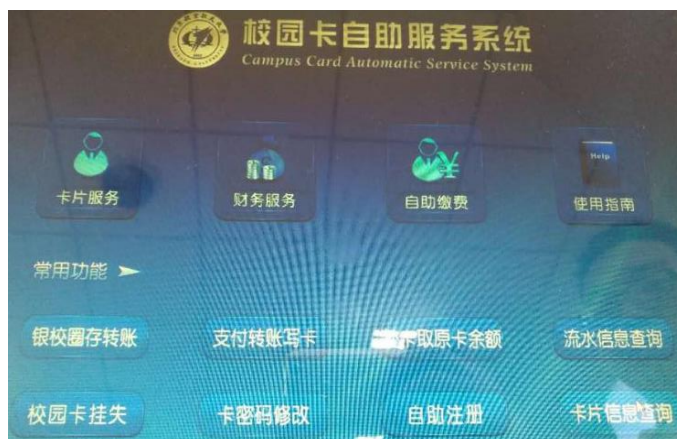 校园卡自助服务系统
Campus Card Automatic Service System
Help
卡片服务
财务服务
自助缴费
使用指南
常用功能
银校圈存转账
支付转账写卡
卡取原卡余额
流水信息查询
校园卡挂失
卡密码修改
自助注册
卡片信息查询